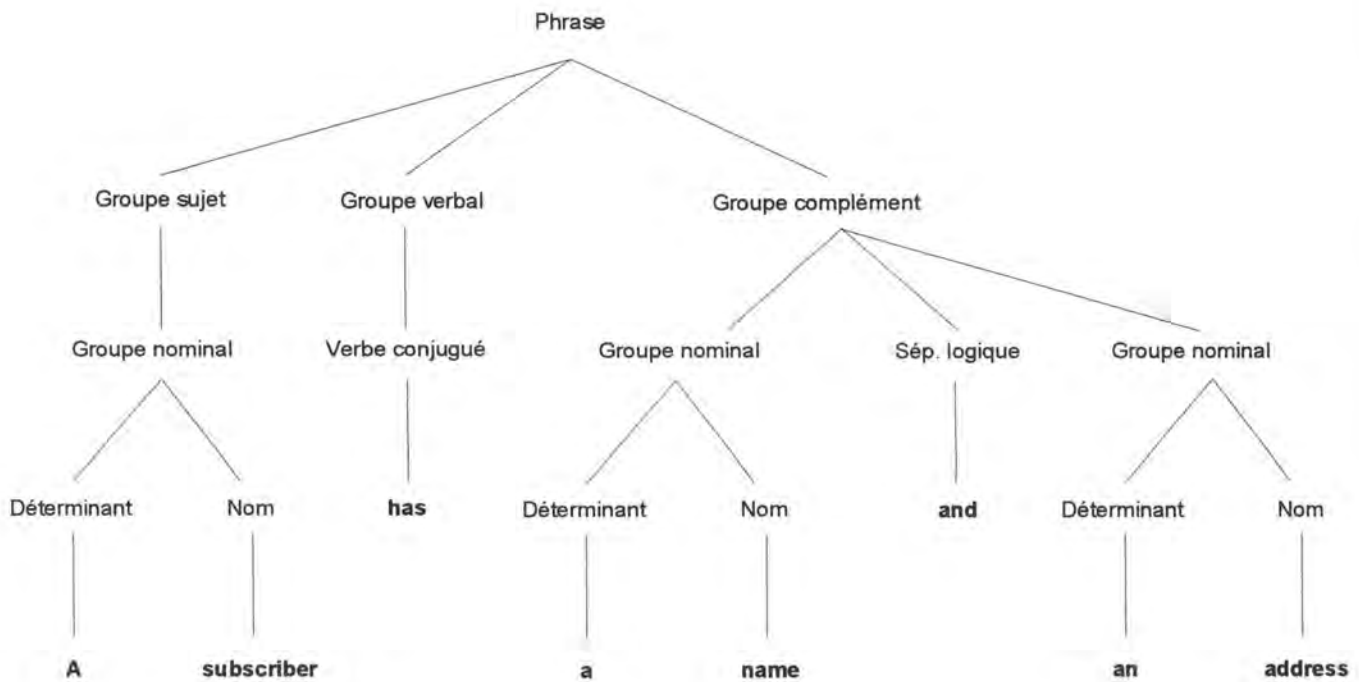 Phrase
Groupe sujet Groupe verbal Groupe complément
Groupe nominal Verbe conjugué Groupe nominal Sép. logique Groupe nominal
Déterminant Nom has Déterminant Nom and Déterminant Nom
A subscriber a name an address